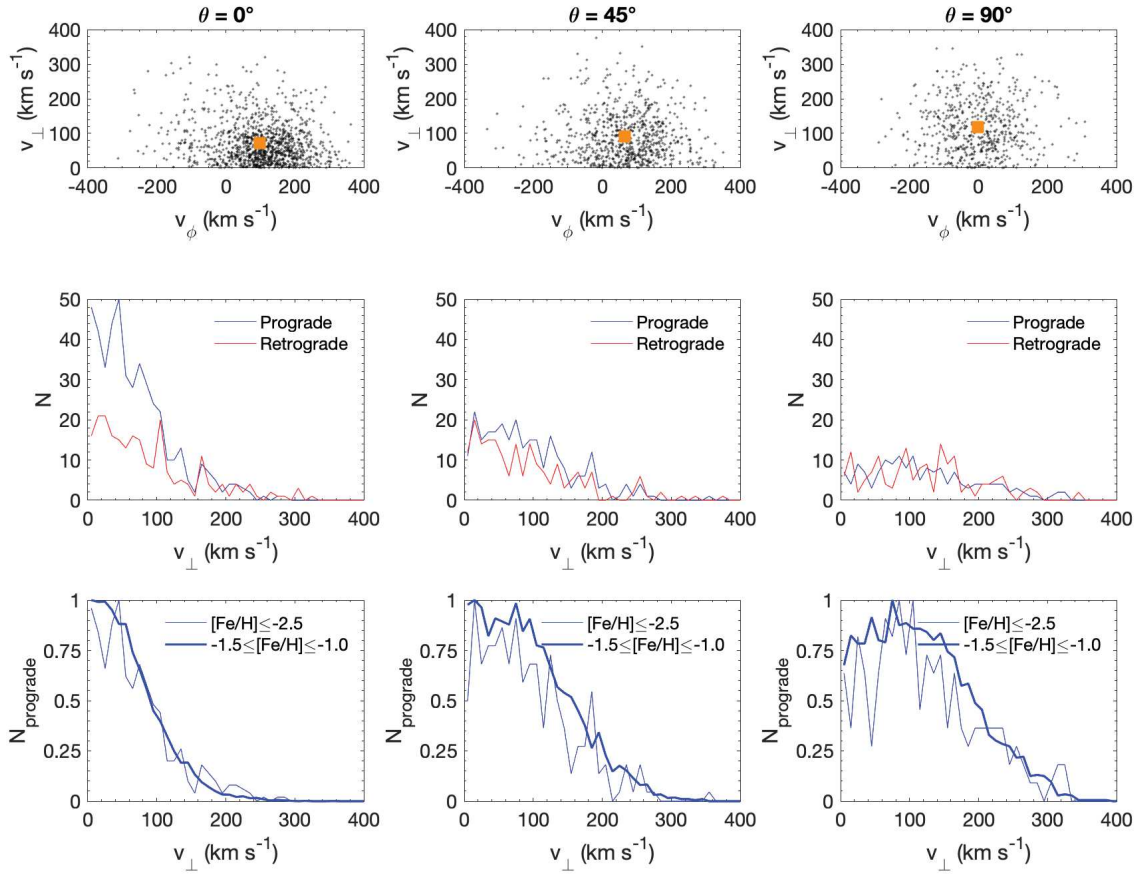 θ = 0°
θ = 45°
θ = 90°
400
300
200
100
0
v⊥ (km s-1)
-400 -200 0 200 400
vϕ (km s-1)
400
300
200
100
0
v⊥ (km s-1)
-400 -200 0 200 400
vϕ (km s-1)
400
300
200
100
0
v⊥ (km s-1)
-400 -200 0 200 400
vϕ (km s-1)
50
40
30
20
10
0
N
Prograde
Retrograde
0 100 200 300 400
v⊥ (km s-1)
50
40
30
20
10
0
N
Prograde
Retrograde
0 100 200 300 400
v⊥ (km s-1)
50
40
30
20
10
0
N
Prograde
Retrograde
0 100 200 300 400
v⊥ (km s-1)
1
0.75
0.5
0.25
0
Nprograde
[Fe/H]≤-2.5
-1.5≤[Fe/H]≤-1.0
0 100 200 300 400
v⊥ (km s-1)
1
0.75
0.5
0.25
0
Nprograde
[Fe/H]≤-2.5
-1.5≤[Fe/H]≤-1.0
0 100 200 300 400
v⊥ (km s-1)
1
0.75
0.5
0.25
0
Nprograde
[Fe/H]≤-2.5
-1.5≤[Fe/H]≤-1.0
0 100 200 300 400
v⊥ (km s-1)